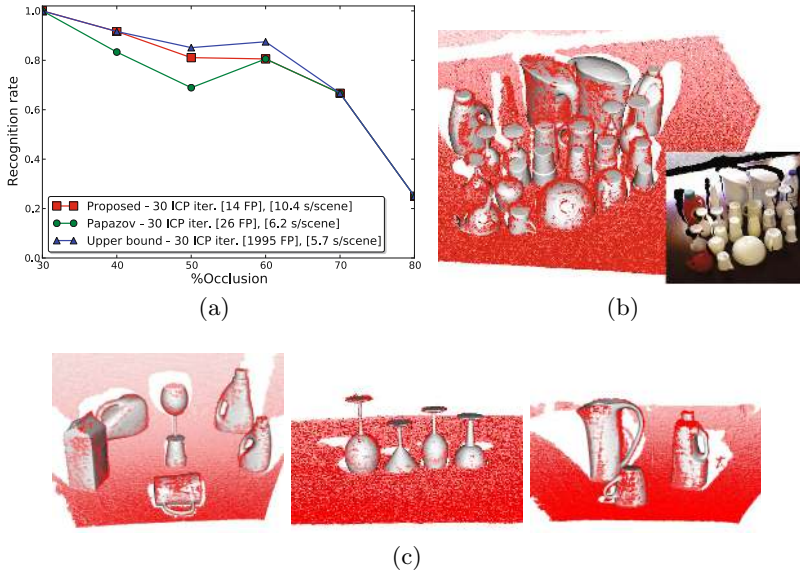 1.0
0.8
0.6
0.4
0.2
0.0
Recognition rate
Proposed - 30 ICP iter. [14 FP], [10.4 s/scene]
Papazov - 30 ICP iter. [26 FP], [6.2 s/scene]
Upper bound - 30 ICP iter. [1995 FP], [5.7 s/scene]
30 40 50 60 70 80
%Occlusion
(a)
(b)
(c)